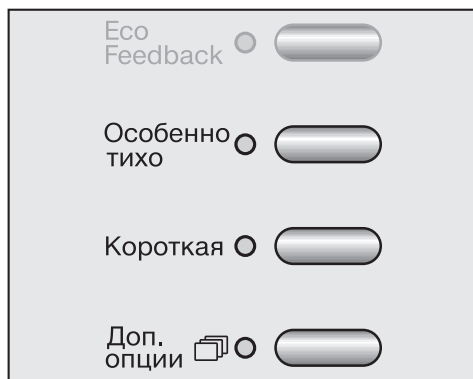 Eco
Feedback
Особенно
тихо
Короткая
Доп.
опции